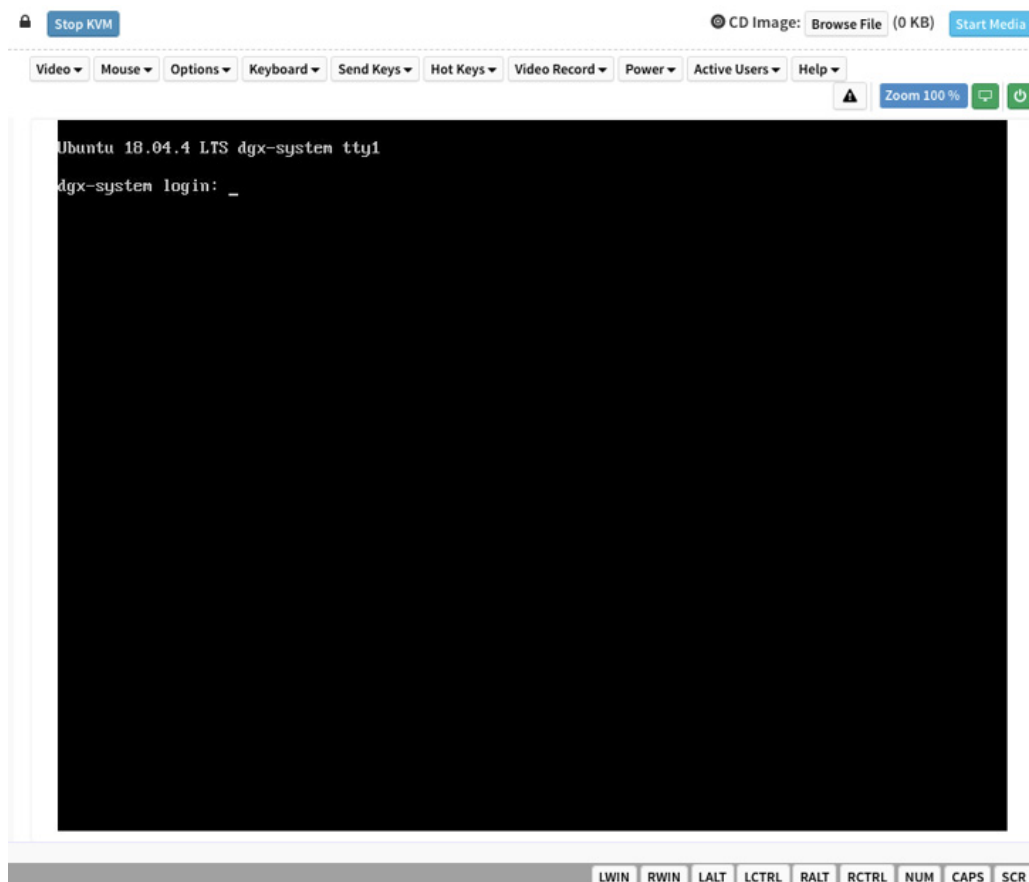 Stop KVM
CD Image: Browse File (0 KB) Start Media
Video Mouse Options Keyboard Send Keys Hot Keys Video Record Power Active Users Help
Zoom 100 %
Ubuntu 18.04.4 LTS dgx-system tty1
dgx-system login: _
LWIN RWIN LALT LCTRL RALT RCTRL NUM CAPS SCR